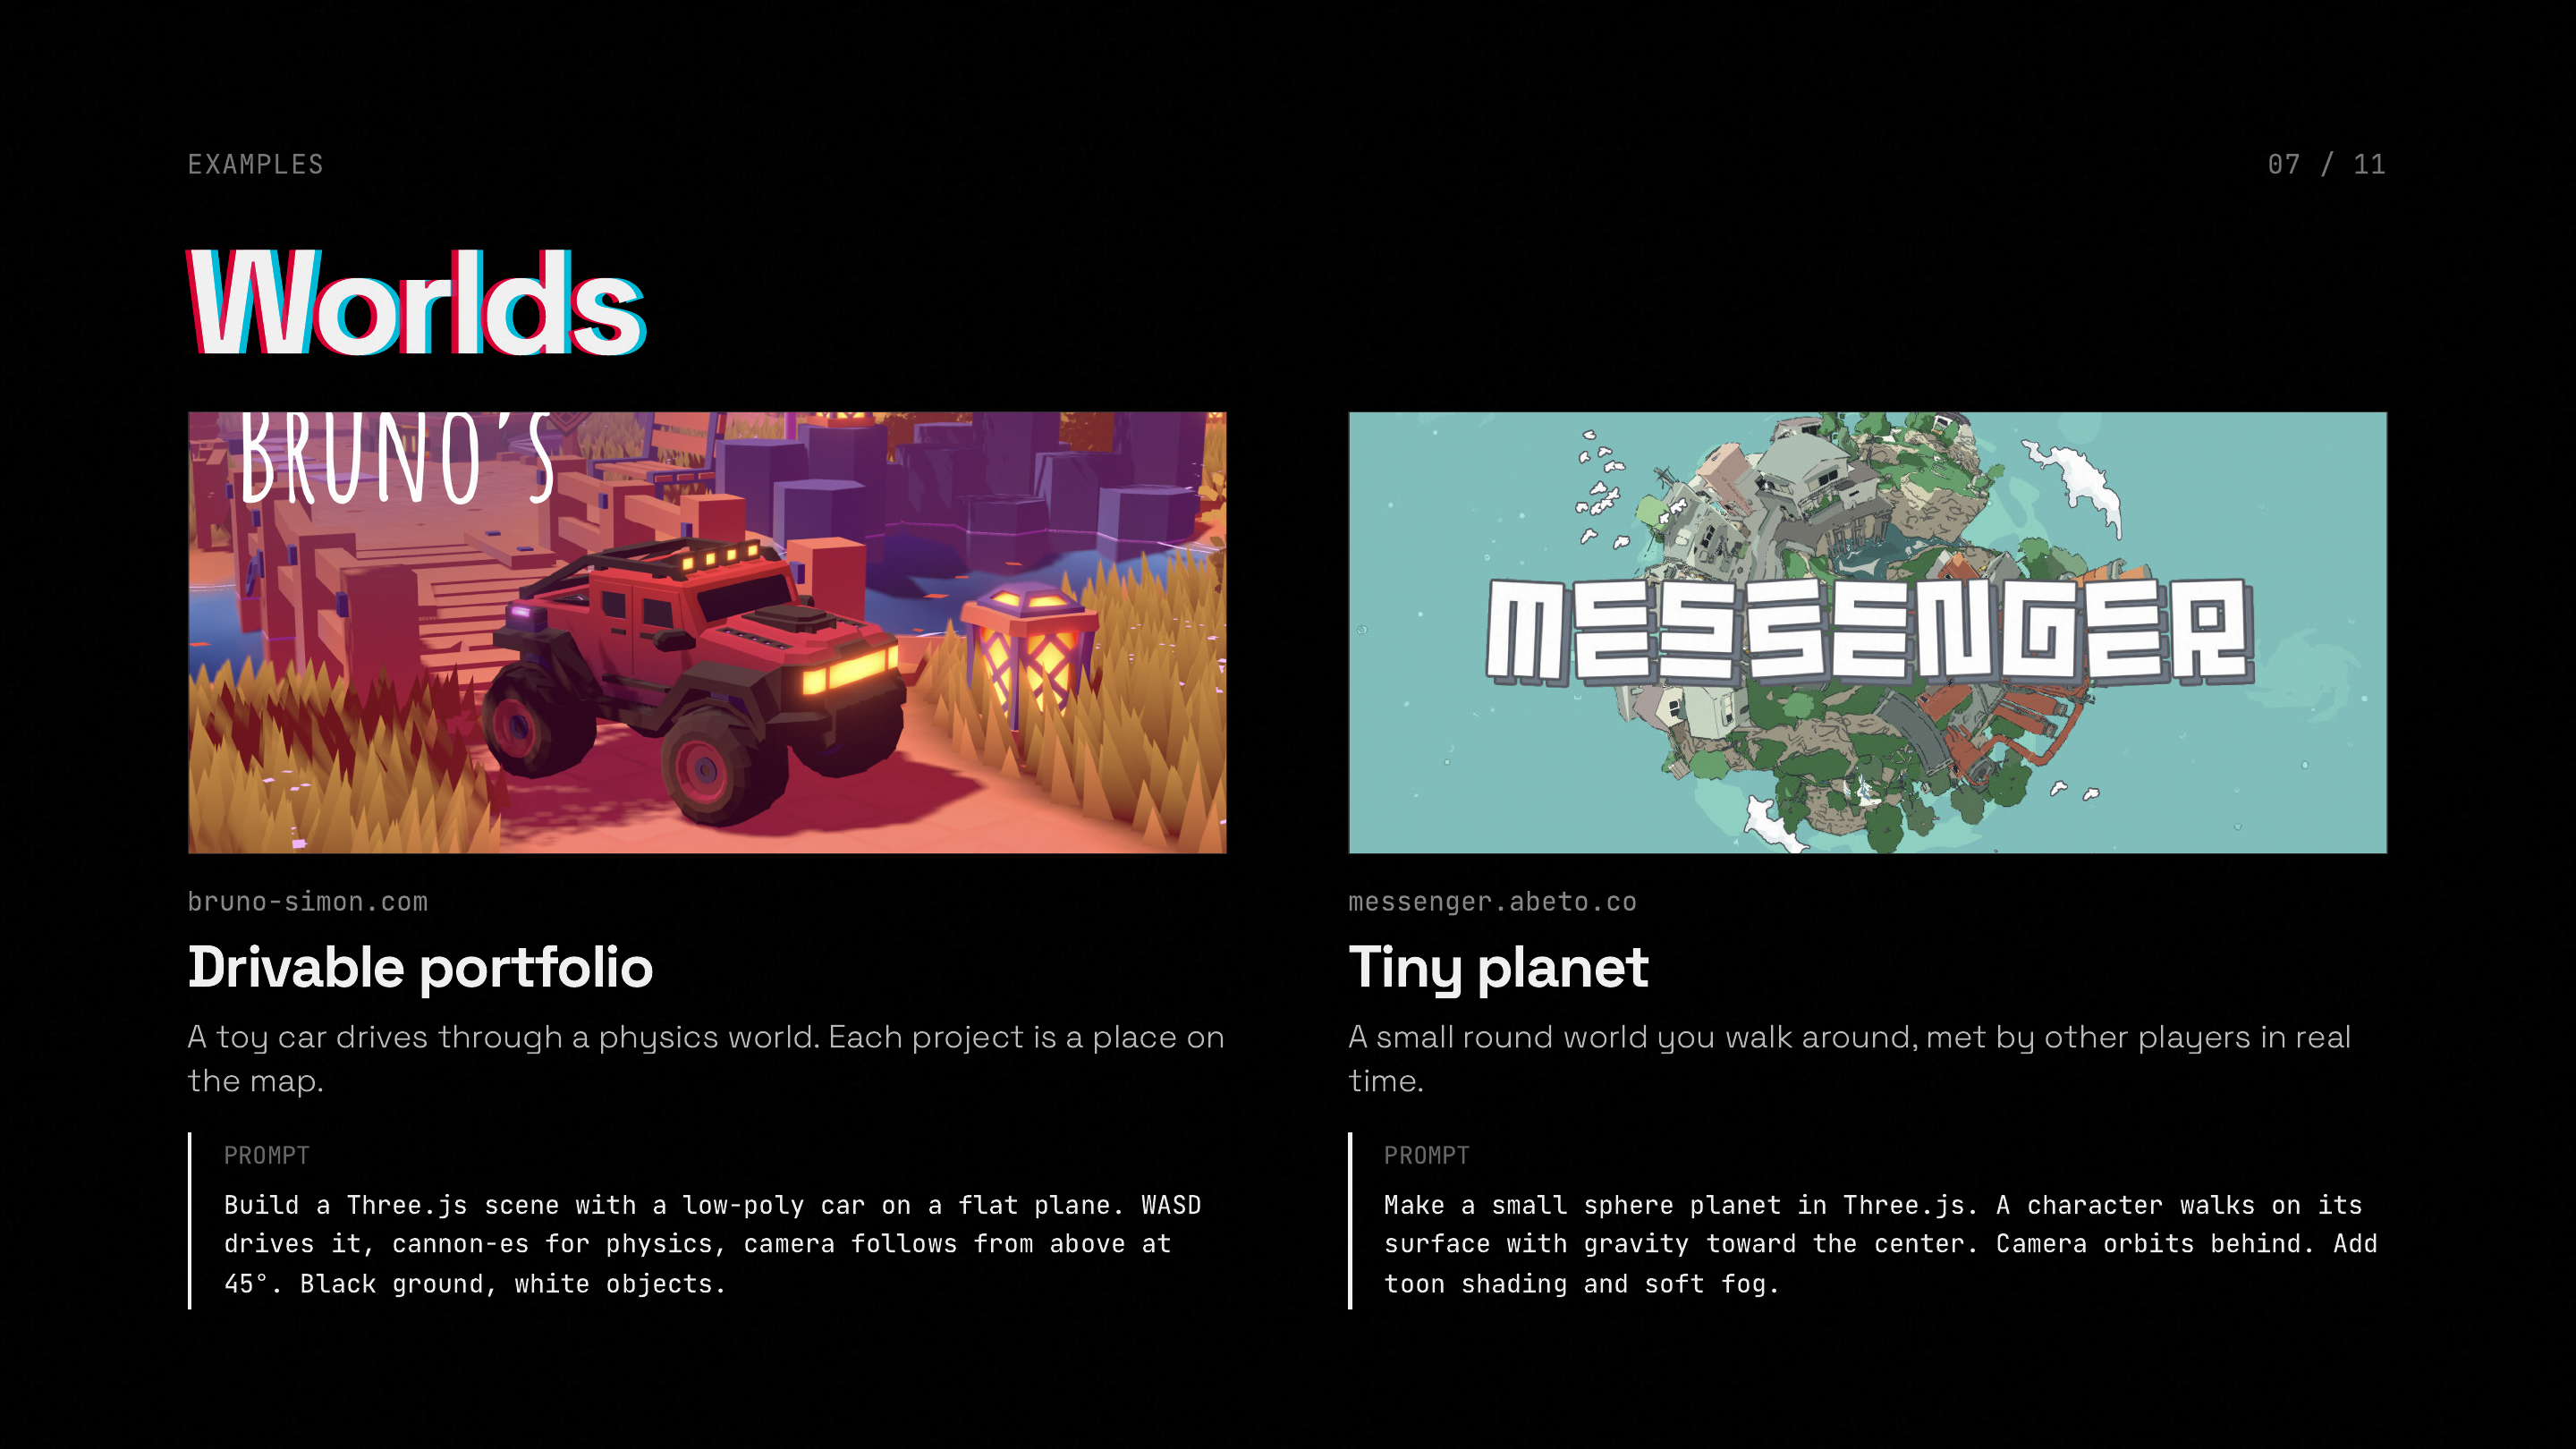 EXAMPLES
07 / 11
Worlds
BRUNO'S
MESSENGER
bruno-simon.com
Drivable portfolio
A toy car drives through a physics world. Each project is a place on
the map.
PROMPT
Build a Three.js scene with a low-poly car on a flat plane. WASD
drives it, cannon-es for physics, camera follows from above at
45°. Black ground, white objects.
messenger.abeto.co
Tiny planet
A small round world you walk around, met by other players in real
time.
PROMPT
Make a small sphere planet in Three.js. A character walks on its
surface with gravity toward the center. Camera orbits behind. Add
toon shading and soft fog.